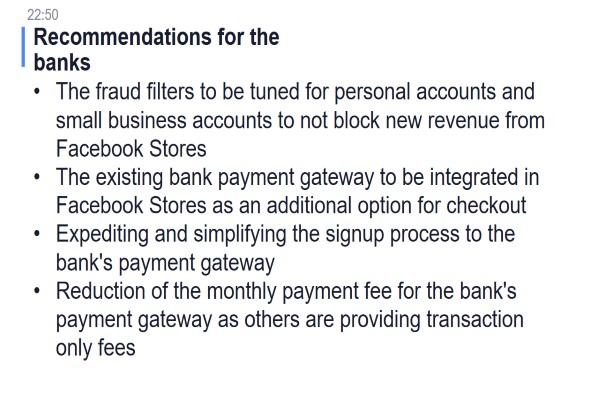 22:50
Recommendations for the
banks
• The fraud filters to be tuned for personal accounts and
small business accounts to not block new revenue from
Facebook Stores
• The existing bank payment gateway to be integrated in
Facebook Stores as an additional option for checkout
• Expediting and simplifying the signup process to the
bank's payment gateway
• Reduction of the monthly payment fee for the bank's
payment gateway as others are providing transaction
only fees